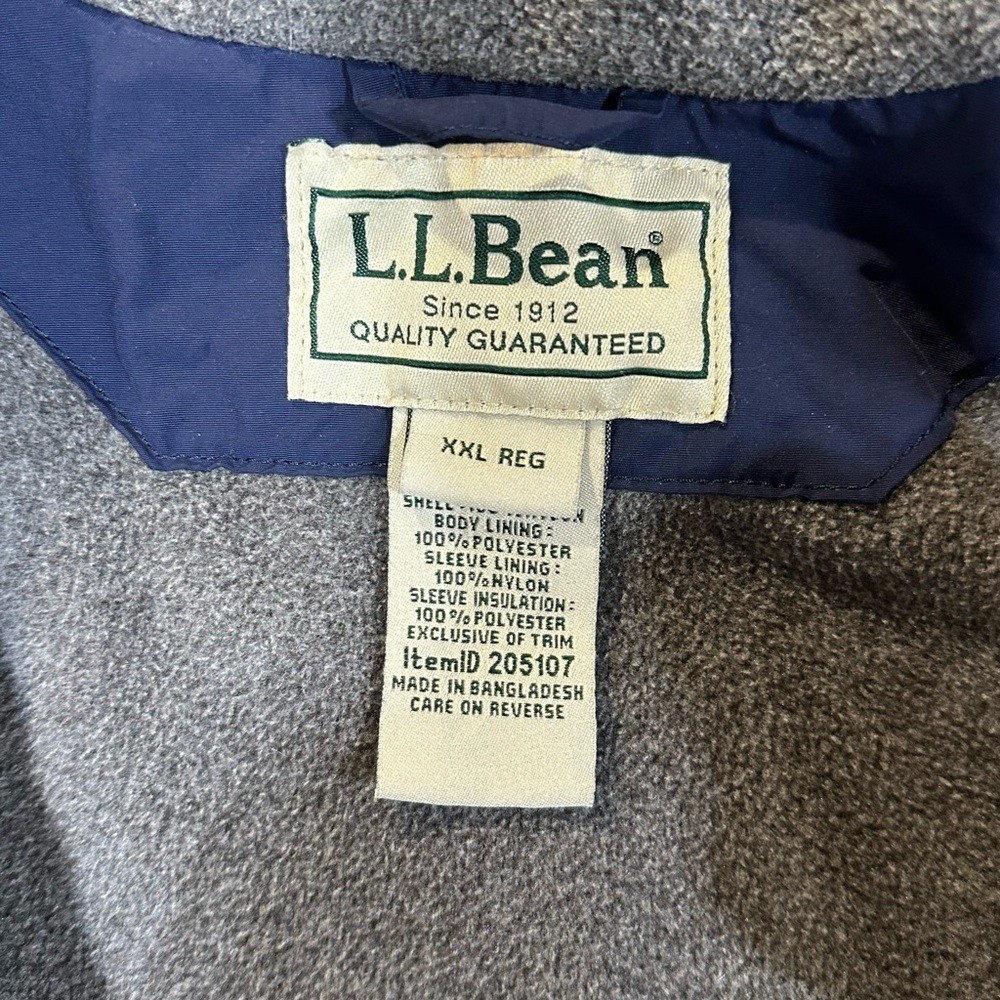 L.L.Bean®
Since 1912
QUALITY GUARANTEED
XXL REG
SHELL
BODY LINING:
100% POLYESTER
SLEEVE LINING:
100% NYLON
SLEEVE INSULATION:
100% POLYESTER
EXCLUSIVE OF TRIM
ItemID 205107
MADE IN BANGLADESH
CARE ON REVERSE